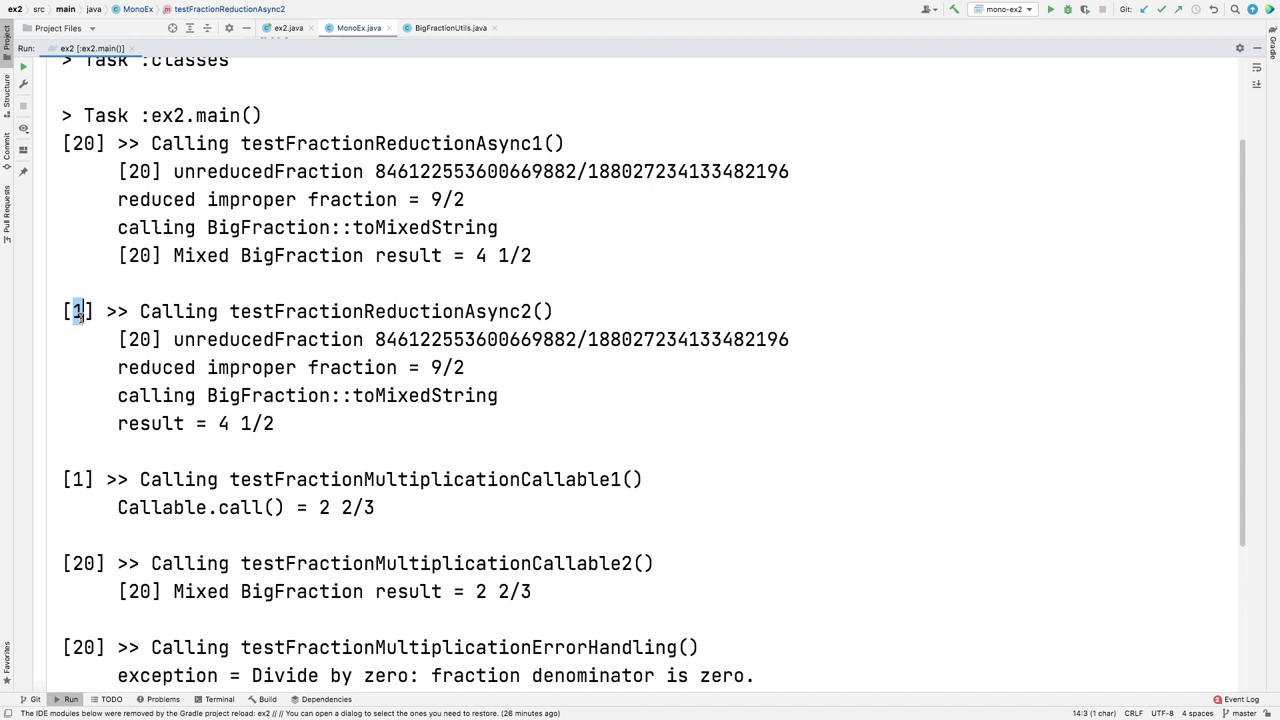 ex2 > src > main > java > MonoEx > testFractionReductionAsync2
mono-ex2
Git:
Project
Project Files
ex2.java
MonoEx.java
BigFractionUtils.java
Gradle
Run:
ex2 [:ex2.main()]
> Task :classes
Structure
> Task :ex2.main()
[20] >> Calling testFractionReductionAsync1()
Commit
[20] unreducedFraction 846122553600669882/188027234133482196
reduced improper fraction = 9/2
Pull Requests
calling BigFraction::toMixedString
[20] Mixed BigFraction result = 4 1/2
[1] >> Calling testFractionReductionAsync2()
[20] unreducedFraction 846122553600669882/188027234133482196
reduced improper fraction = 9/2
calling BigFraction::toMixedString
result = 4 1/2
[1] >> Calling testFractionMultiplicationCallable1()
Callable.call() = 2 2/3
[20] >> Calling testFractionMultiplicationCallable2()
[20] Mixed BigFraction result = 2 2/3
[20] >> Calling testFractionMultiplicationErrorHandling()
Favorites
exception = Divide by zero: fraction denominator is zero.
Git
Run
TODO
Problems
Terminal
Build
Dependencies
Event Log
The IDE modules below were removed by the Gradle project reload: ex2 // // You can open a dialog to select the ones you need to restore. (26 minutes ago)
14:3 (1 char)
CRLF
UTF-8
4 spaces
master